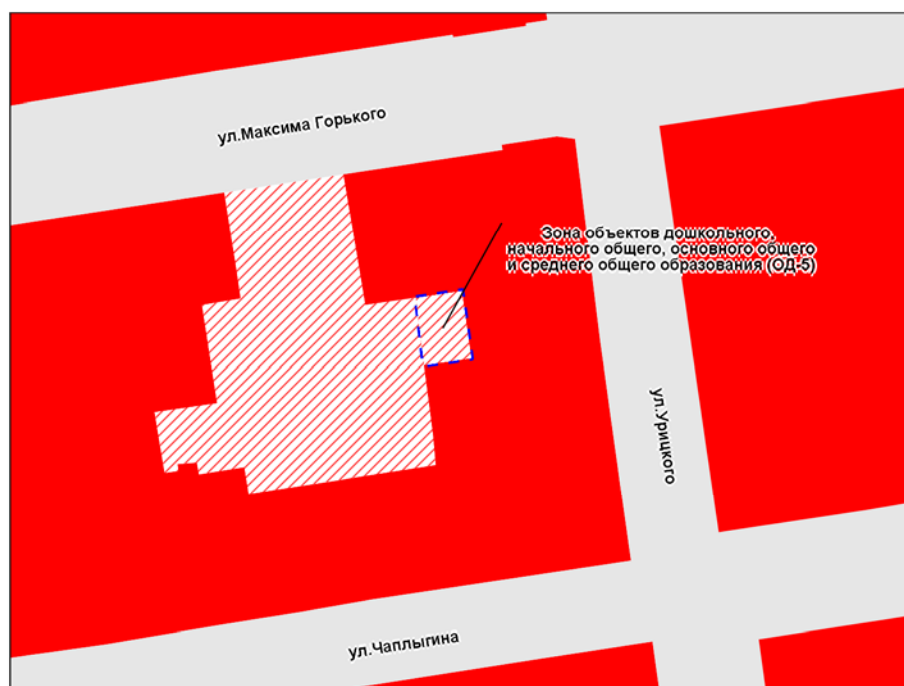 ул.Максима Горького
Зона объектов дошкольного,
начального общего, основного общего
и среднего общего образования (ОД-5)
ул.Урицкого
ул.Чаплыгина